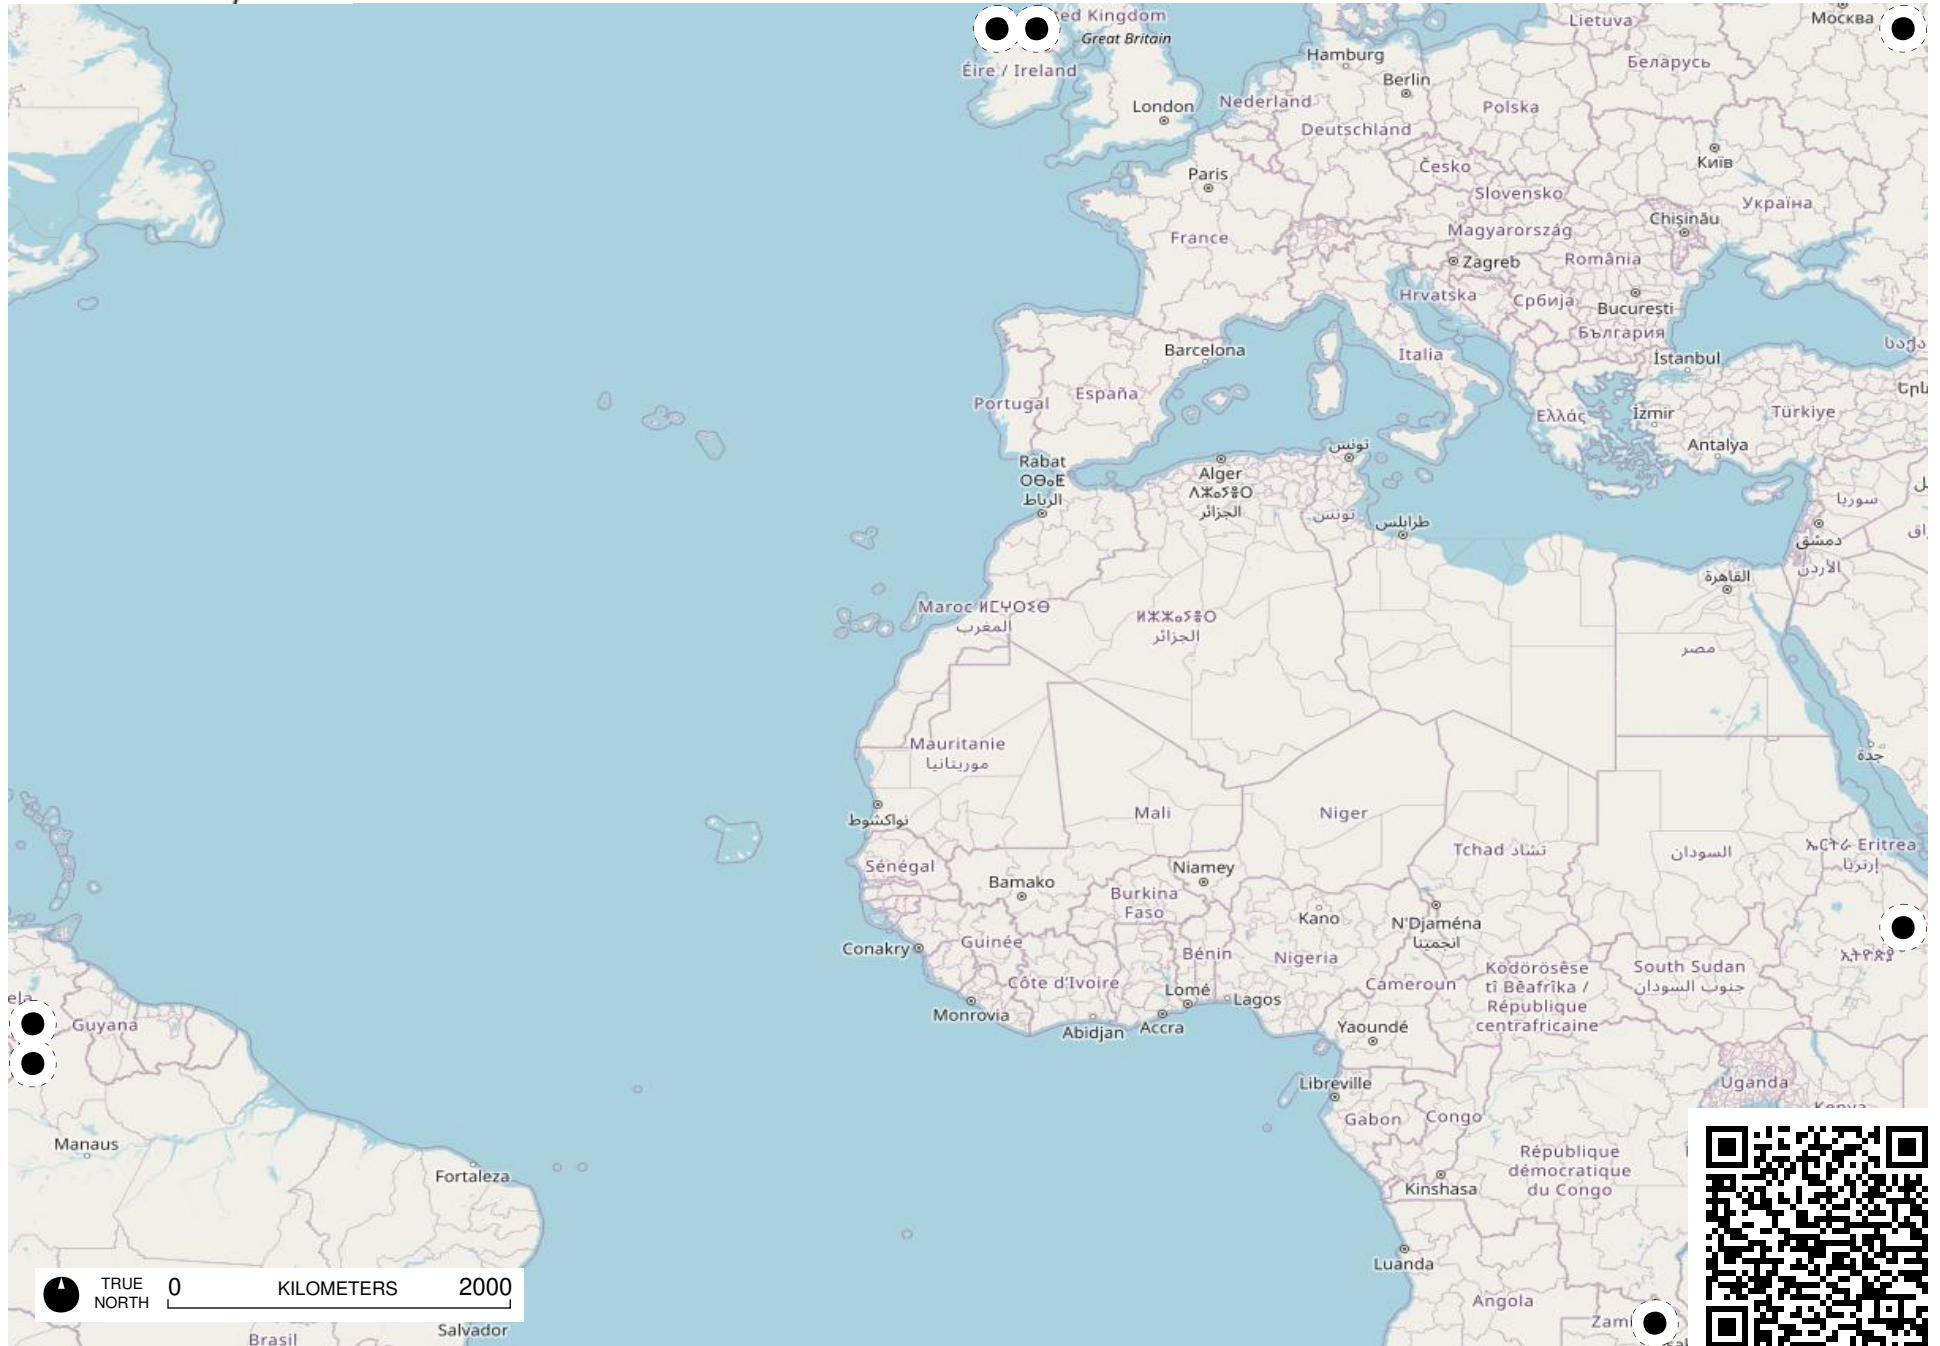 United Kingdom
Great Britain
Éire / Ireland
London
Hamburg
Berlin
Nederland
Deutschland
Polska
Lietuva
Беларусь
Москва
Česko
Slovensko
Київ
Україна
Paris
France
Magyarország
Chișinău
Zagreb
România
Hrvatska
Србија
București
България
Italia
İstanbul
Barcelona
España
Portugal
Ελλάς
İzmir
Türkiye
Antalya
Rabat
ⵔⴱⴰⵟ
الرباط
Alger
ⴷⵣⴰⵢⴻⵔ
الجزائر
تونس
تونس
طرابلس
سوريا
دمشق
الأردن
القاهرة
مصر
جدة
Maroc ⵍⵎⵖⵔⵉⴱ
المغرب
ⵍⵣⵣⴰⵢⴻⵔ
الجزائر
Mauritanie
موريتانيا
نواكشوط
Mali
Niger
Tchad تشاد
السودان
ኤርትራ Eritrea
إرتريا
Sénégal
Bamako
Niamey
Burkina
Faso
Kano
N'Djaména
انجمينا
Conakry
Guinée
Côte d'Ivoire
Bénin
Nigeria
Cameroun
Ködörösêse
tî Bêafrîka /
République
centrafricaine
South Sudan
جنوب السودان
ኢትዮጵያ
Monrovia
Abidjan
Accra
Lomé
Lagos
Yaoundé
Libreville
Gabon
Congo
Uganda
Kenya
République
démocratique
du Congo
Kinshasa
Luanda
Angola
Guyana
Manaus
Fortaleza
Salvador
Brasil
TRUE
NORTH
0 KILOMETERS 2000